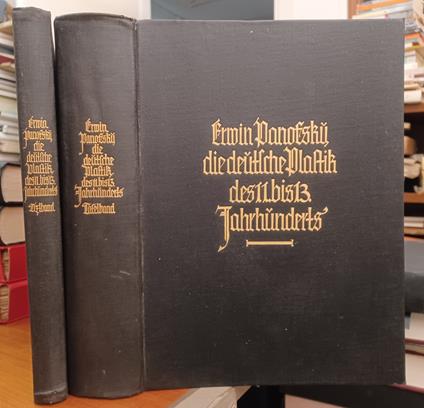 Erwin
Panofsky
die
deutsche
Plastik
des 11. bis 13.
Jahrhunderts
Textband
Erwin
Panofsky
die
deutsche
Plastik
des 11. bis 13.
Jahrhunderts
Tafelband
Erwin Panofsky
die deutsche Plastik
des 11. bis 13.
Jahrhunderts